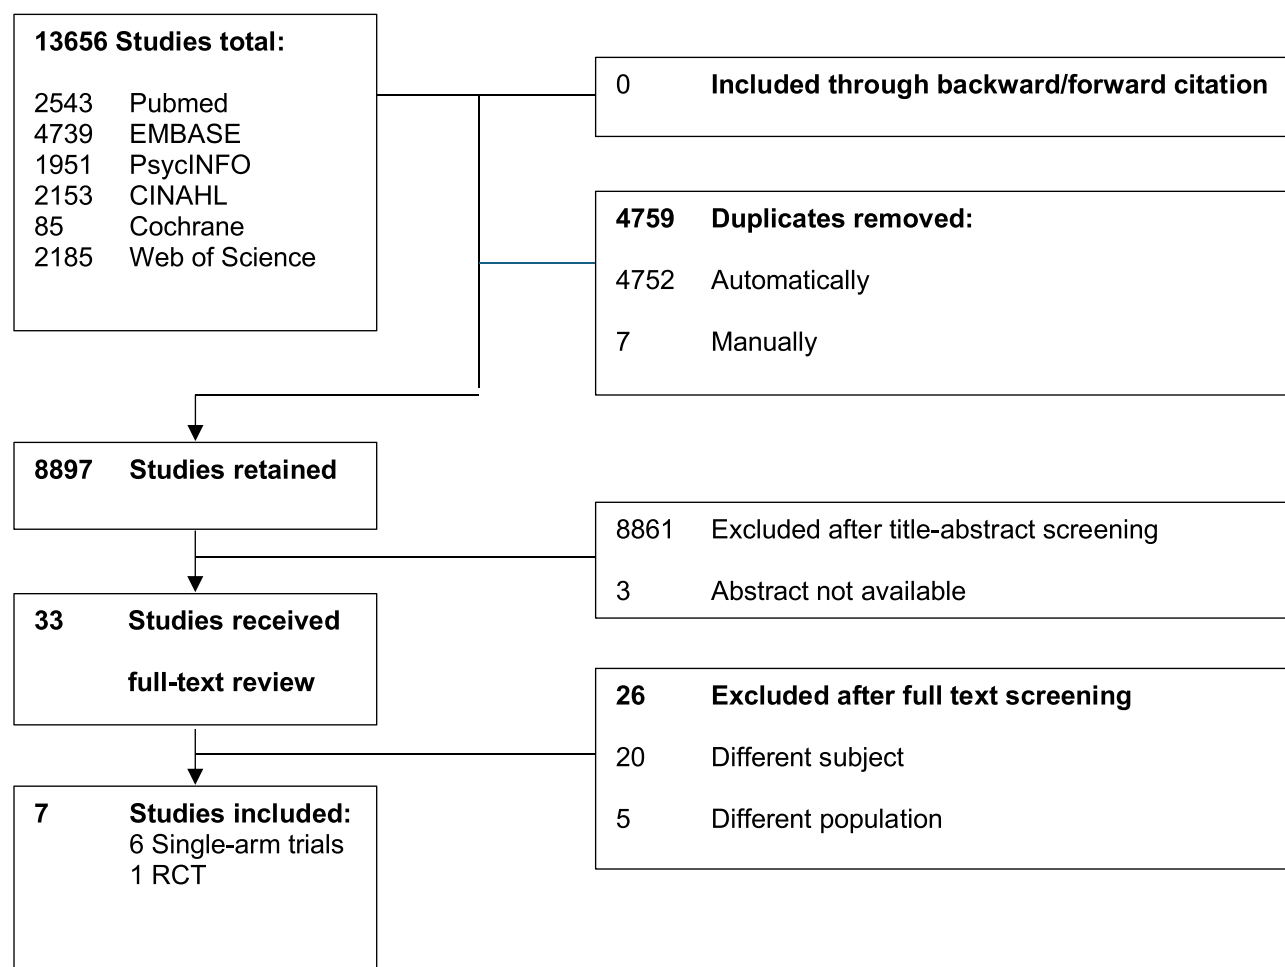 13656 Studies total:
2543 Pubmed
4739 EMBASE
1951 PsycINFO
2153 CINAHL
85 Cochrane
2185 Web of Science
0 Included through backward/forward citation
4759 Duplicates removed:
4752 Automatically
7 Manually
8897 Studies retained
8861 Excluded after title-abstract screening
3 Abstract not available
33 Studies received
full-text review
26 Excluded after full text screening
20 Different subject
5 Different population
7 Studies included:
6 Single-arm trials
1 RCT